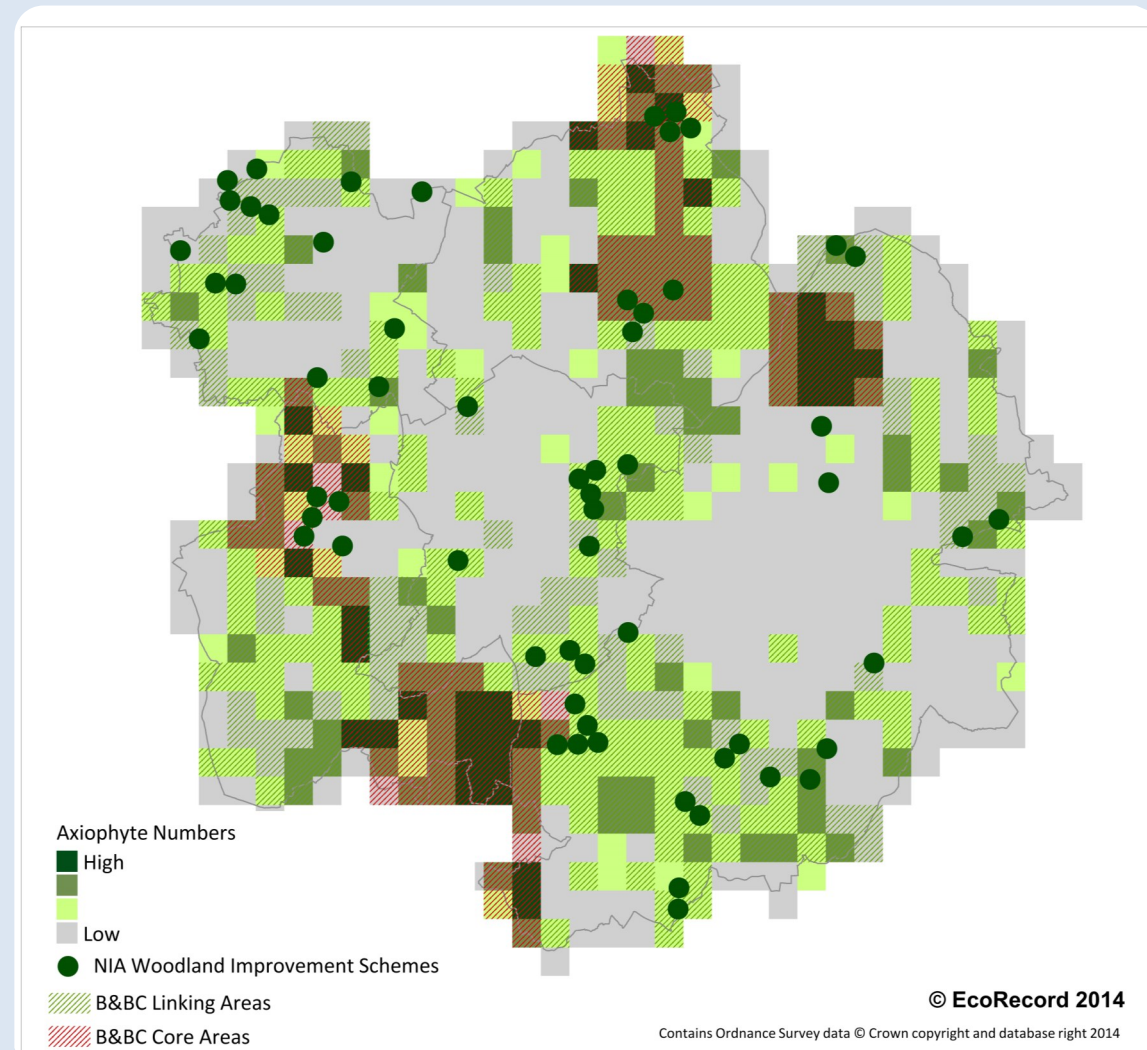 Axiophyte Numbers
High
Low
NIA Woodland Improvement Schemes
B&BC Linking Areas
B&BC Core Areas
© EcoRecord 2014
Contains Ordnance Survey data © Crown copyright and database right 2014